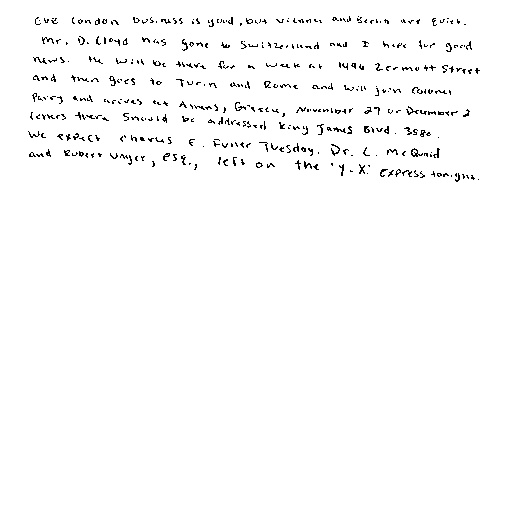 Our London business is good, but Vienna and Berlin are quiet.
Mr. D. Lloyd has gone to Switzerland and I hope for good
news. He will be there for a week at 1496 Zermott Street
and then goes to Turin and Rome and will join Colonel
Parry and arrives at Athens, Greece, November 27 or December 2
letters there should be addressed King James Blvd. 3580.
We expect Charles E. Fuller Tuesday. Dr. L. McQuaid
and Robert Unger, Esq., left on the 'Y.X.' Express tonight.